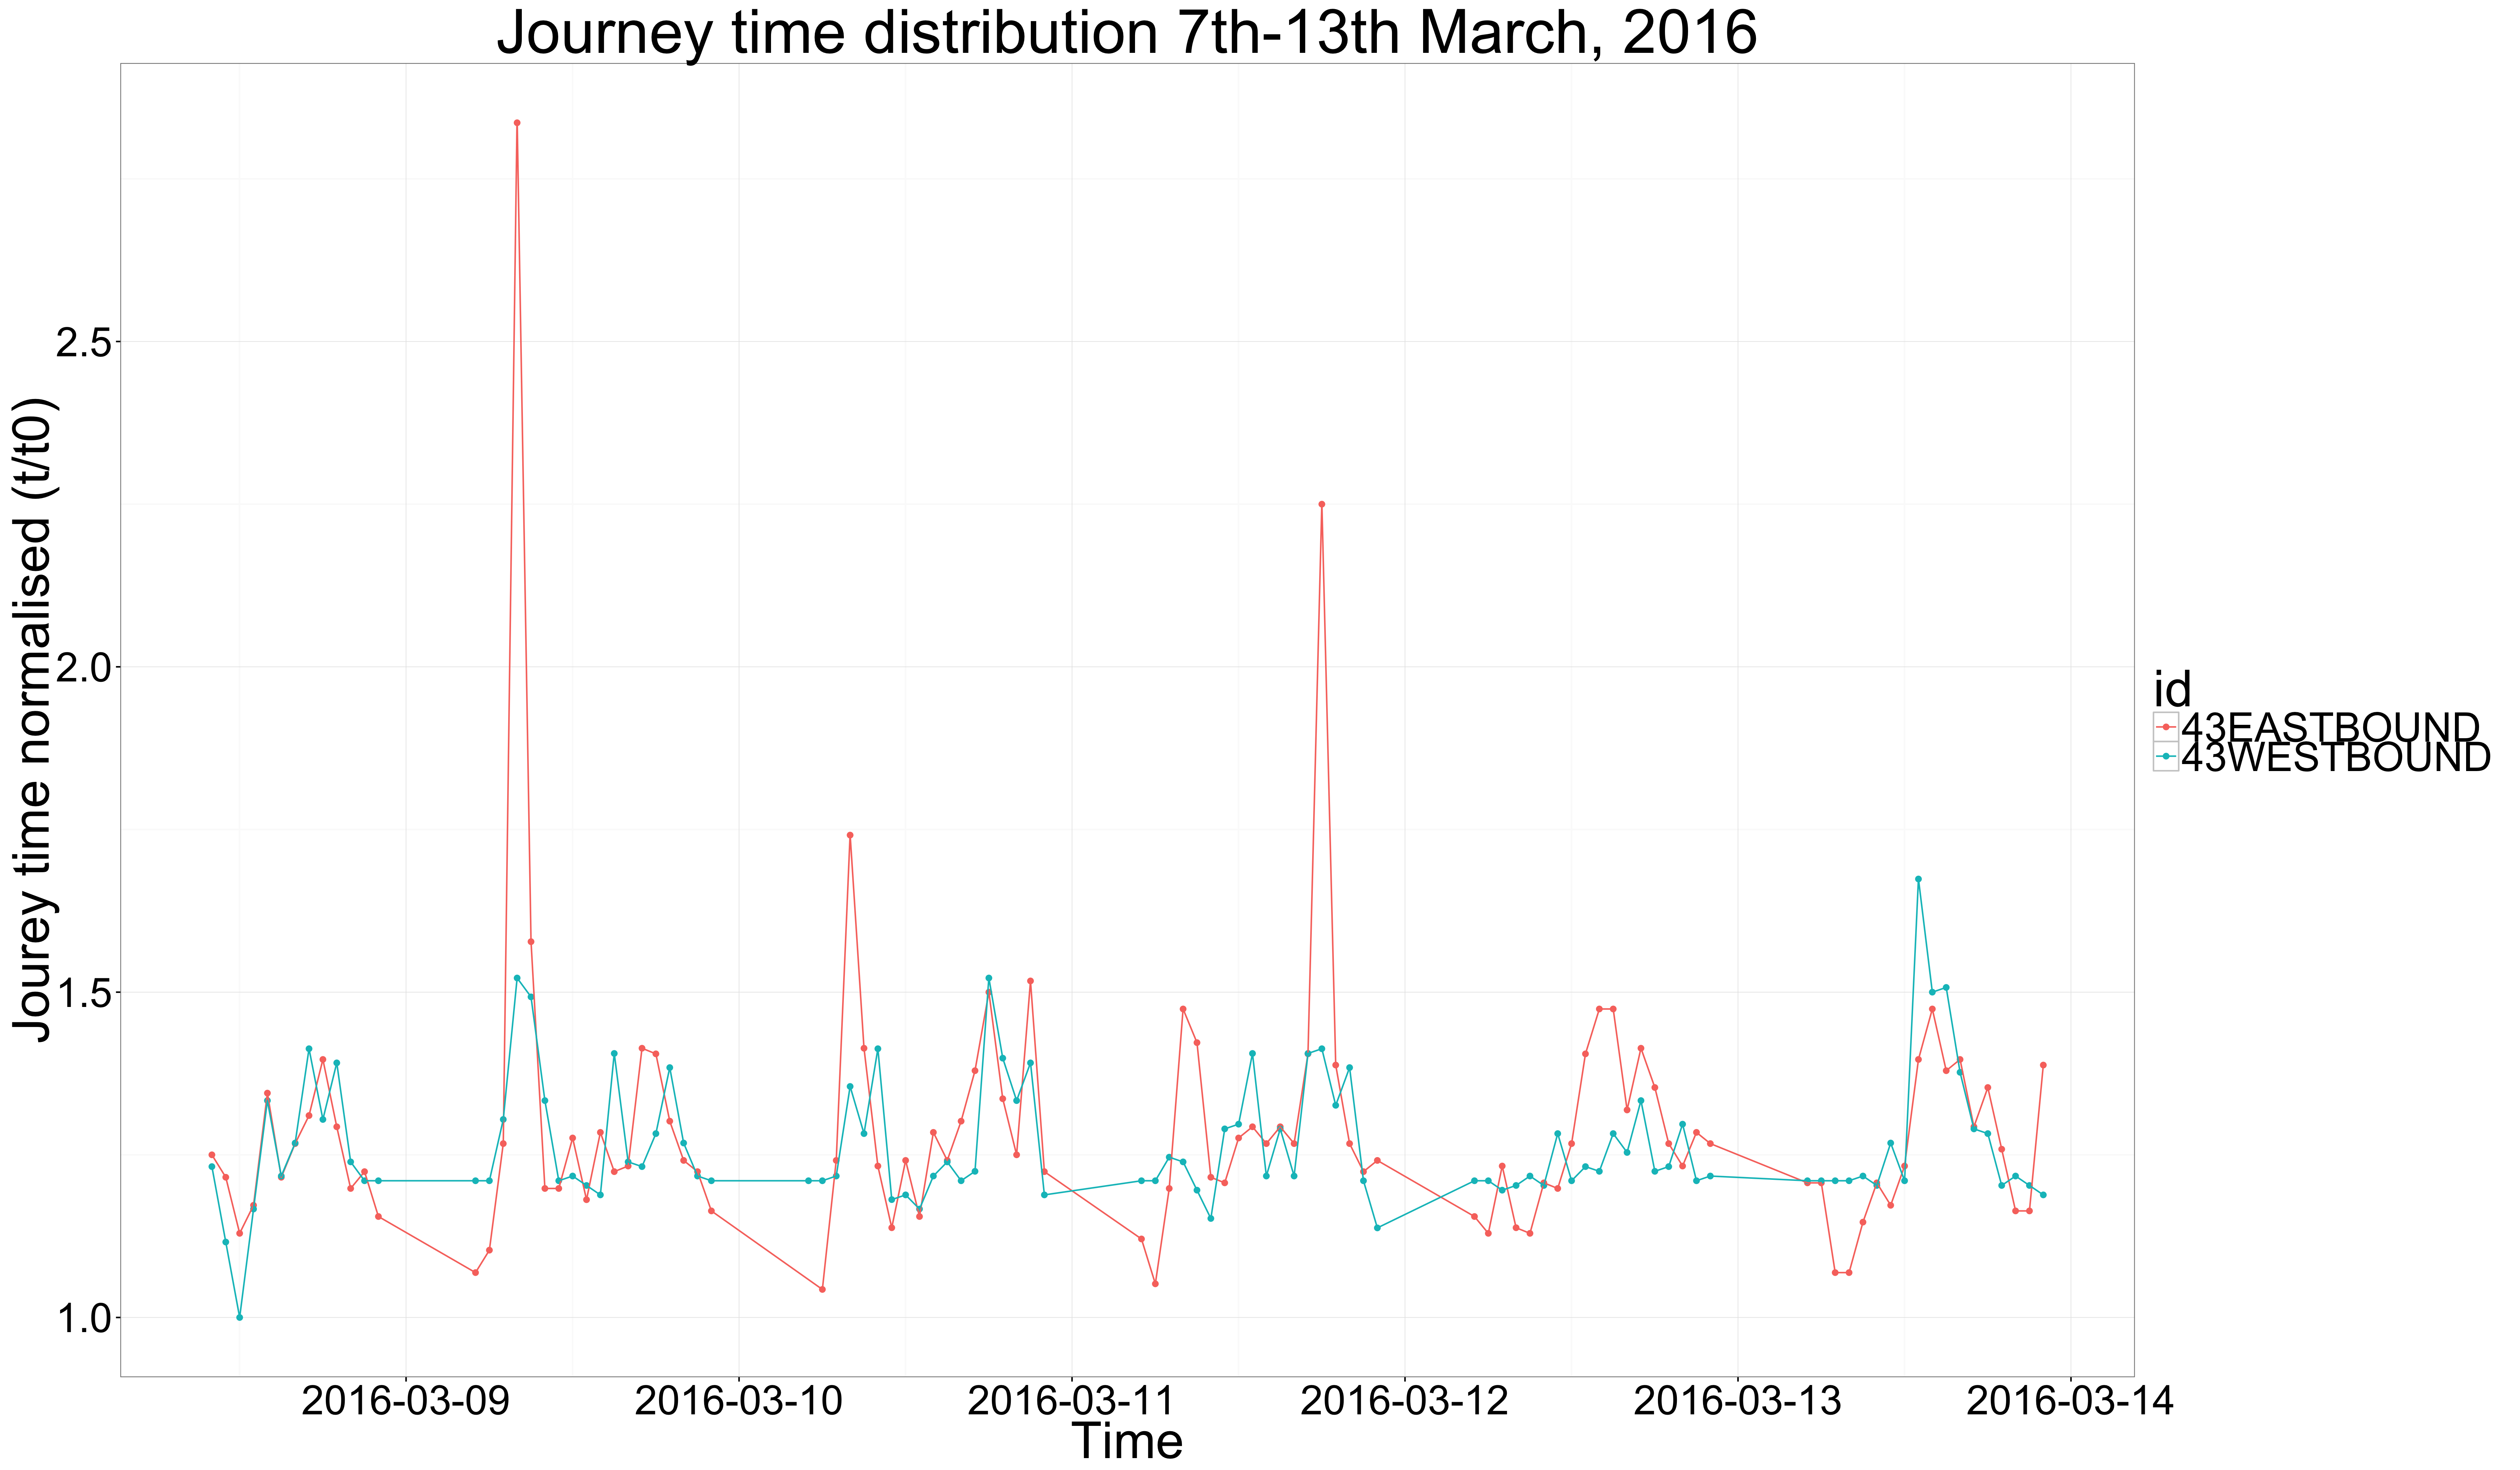 Journey time distribution 7th-13th March, 2016
Jourey time normalised (t/t0)
2.5
2.0
1.5
1.0
2016-03-09 2016-03-10 2016-03-11 2016-03-12 2016-03-13 2016-03-14
Time
id
43EASTBOUND
43WESTBOUND